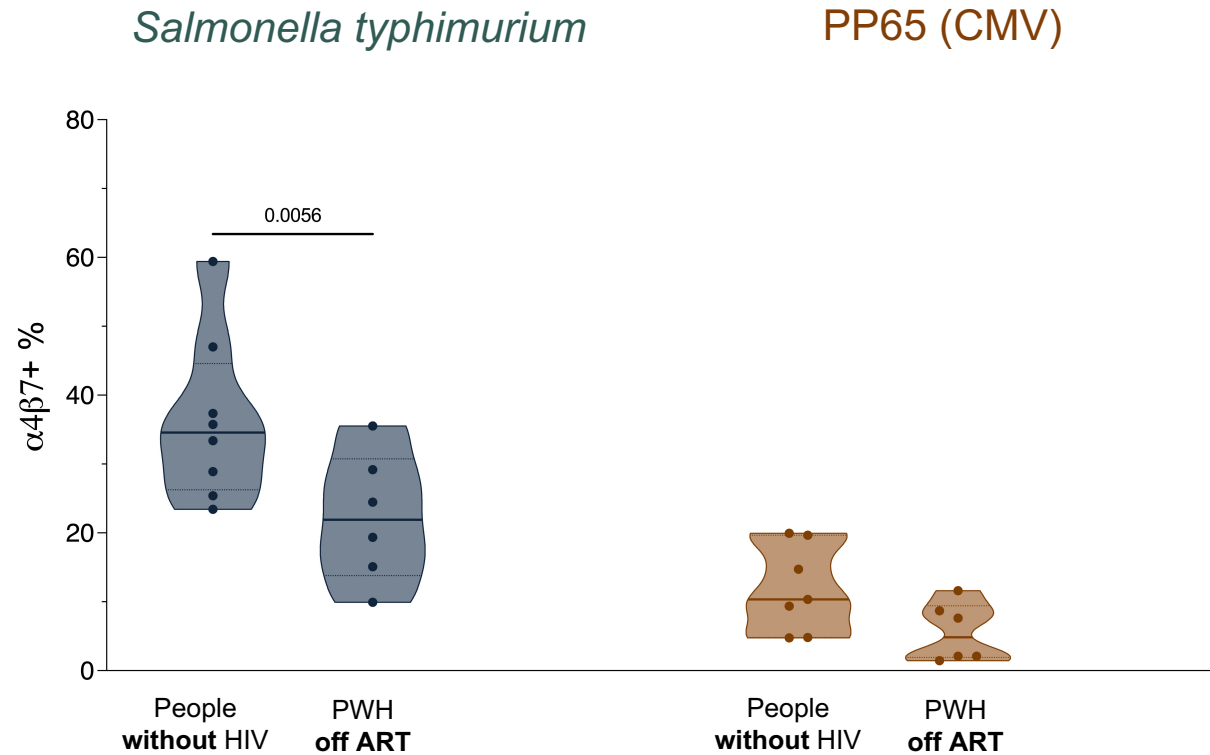 Salmonella typhimurium
PP65 (CMV)
80
60
40
20
0
α4β7+ %
0.0056
People
without HIV
PWH
off ART
People
without HIV
PWH
off ART